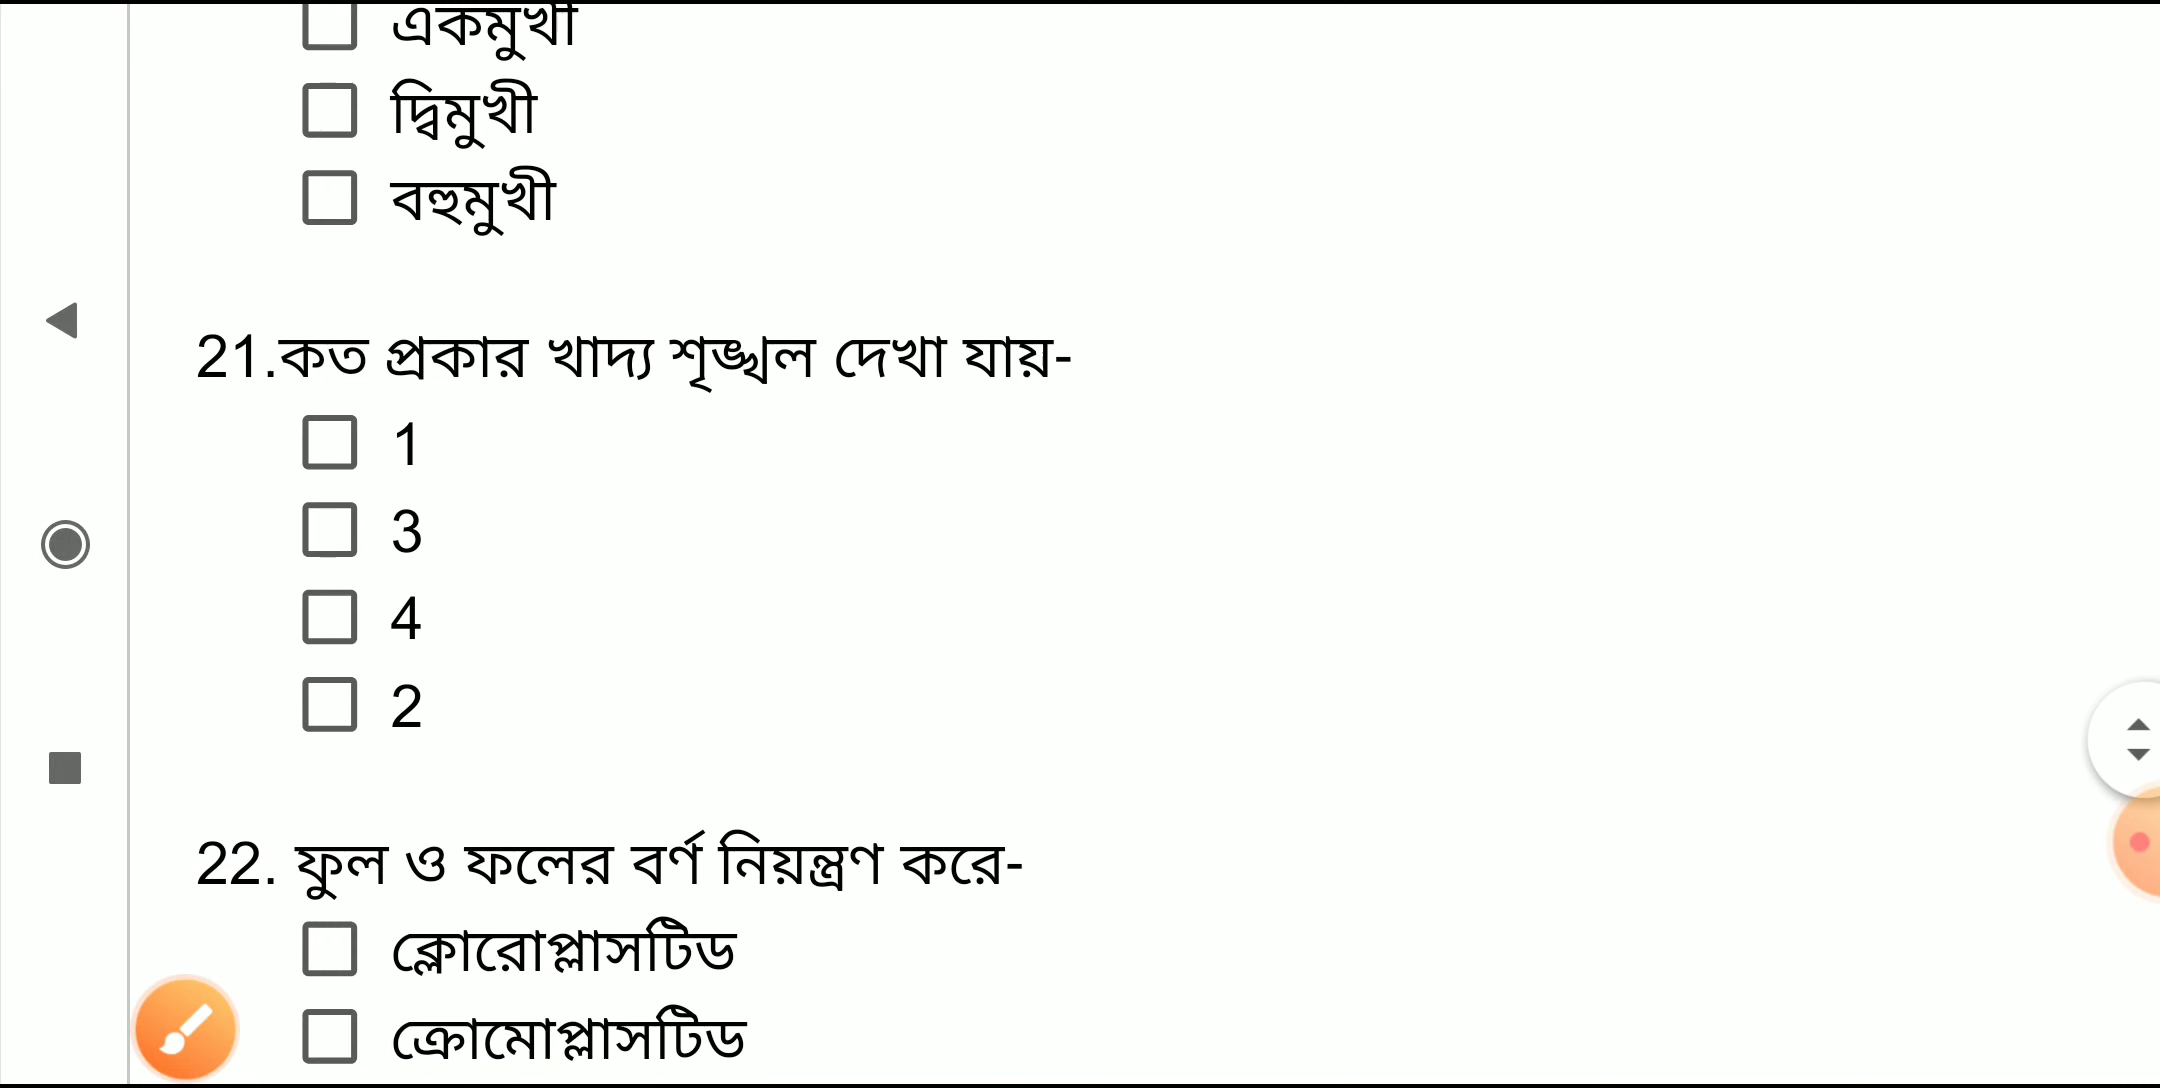 একমুখী
দ্বিমুখী
বহুমুখী
21.কত প্রকার খাদ্য শৃঙ্খল দেখা যায়-
1
3
4
2
22. ফুল ও ফলের বর্ণ নিয়ন্ত্রণ করে-
ক্লোরোপ্লাসটিড
ক্রোমোপ্লাসটিড